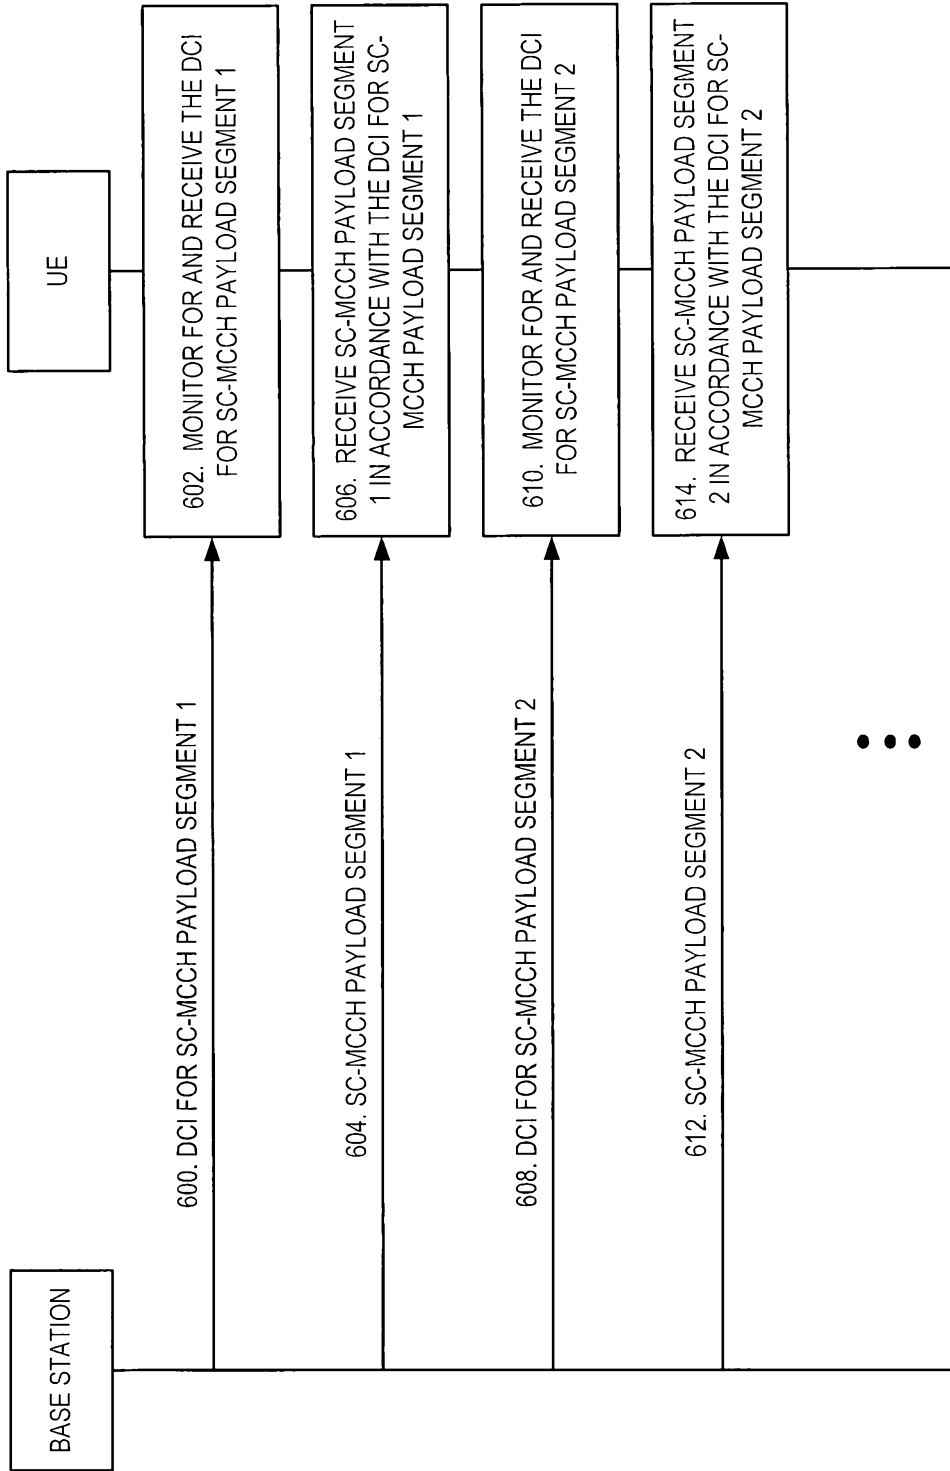 BASE STATION
UE
600. DCI FOR SC-MCCH PAYLOAD SEGMENT 1
602. MONITOR FOR AND RECEIVE THE DCI
FOR SC-MCCH PAYLOAD SEGMENT 1
604. SC-MCCH PAYLOAD SEGMENT 1
606. RECEIVE SC-MCCH PAYLOAD SEGMENT
1 IN ACCORDANCE WITH THE DCI FOR SC-
MCCH PAYLOAD SEGMENT 1
608. DCI FOR SC-MCCH PAYLOAD SEGMENT 2
610. MONITOR FOR AND RECEIVE THE DCI
FOR SC-MCCH PAYLOAD SEGMENT 2
612. SC-MCCH PAYLOAD SEGMENT 2
614. RECEIVE SC-MCCH PAYLOAD SEGMENT
2 IN ACCORDANCE WITH THE DCI FOR SC-
MCCH PAYLOAD SEGMENT 2